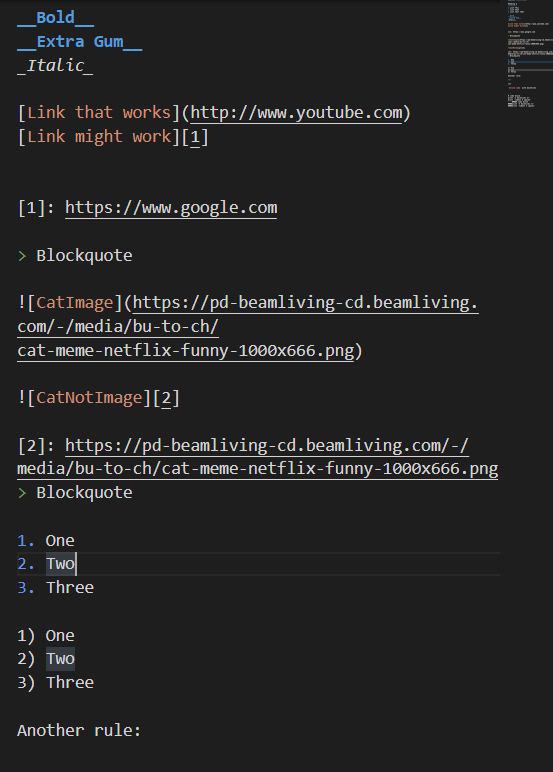 __Bold__
__Extra Gum__
_Italic_
[Link that works](http://www.youtube.com)
[Link might work][1]
[1]: https://www.google.com
> Blockquote
![CatImage](https://pd-beamliving-cd.beamliving.
com/-/media/bu-to-ch/
cat-meme-netflix-funny-1000x666.png)
![CatNotImage][2]
[2]: https://pd-beamliving-cd.beamliving.com/-/
media/bu-to-ch/cat-meme-netflix-funny-1000x666.png
> Blockquote
1. One
2. Two
3. Three
1) One
2) Two
3) Three
Another rule: